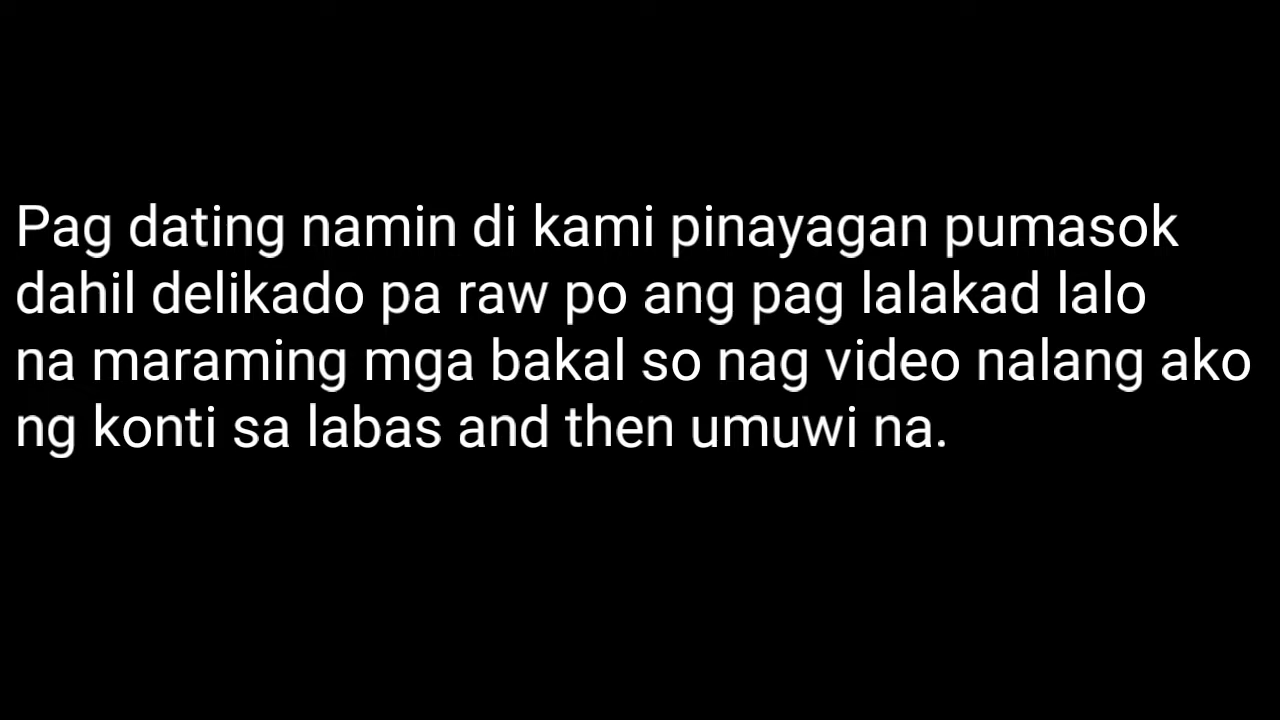 Pag dating namin di kami pinayagan pumasok
dahil delikado pa raw po ang pag lalakad lalo
na maraming mga bakal so nag video nalang ako
ng konti sa labas and then umuwi na.